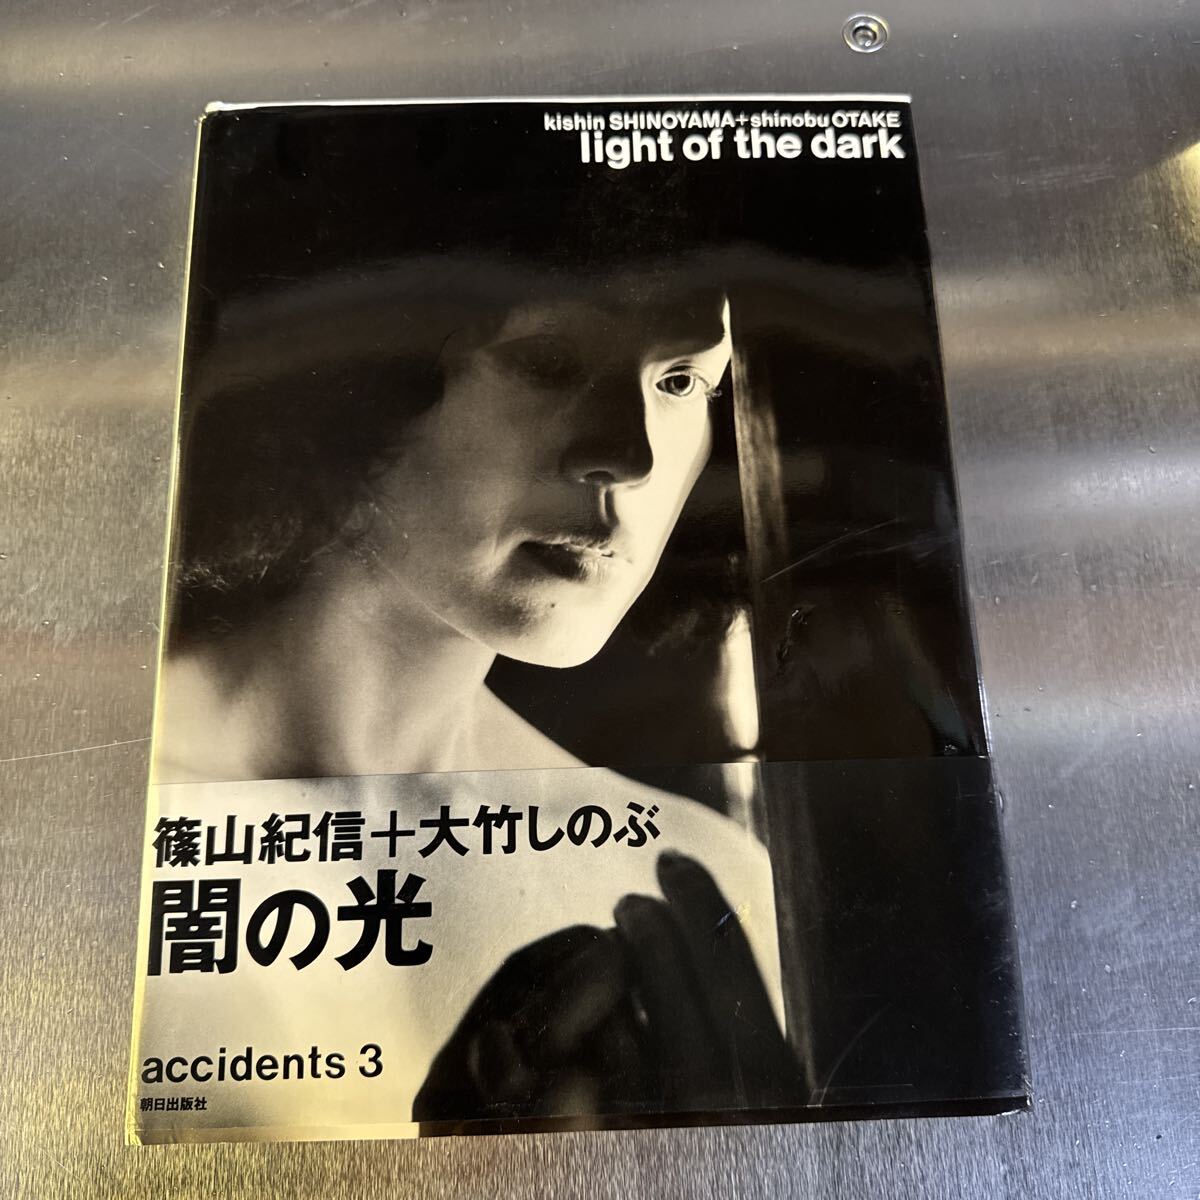 kishin SHINOYAMA+shinobu OTAKE
light of the dark
篠山紀信+大竹しのぶ
闇の光
accidents 3
朝日出版社